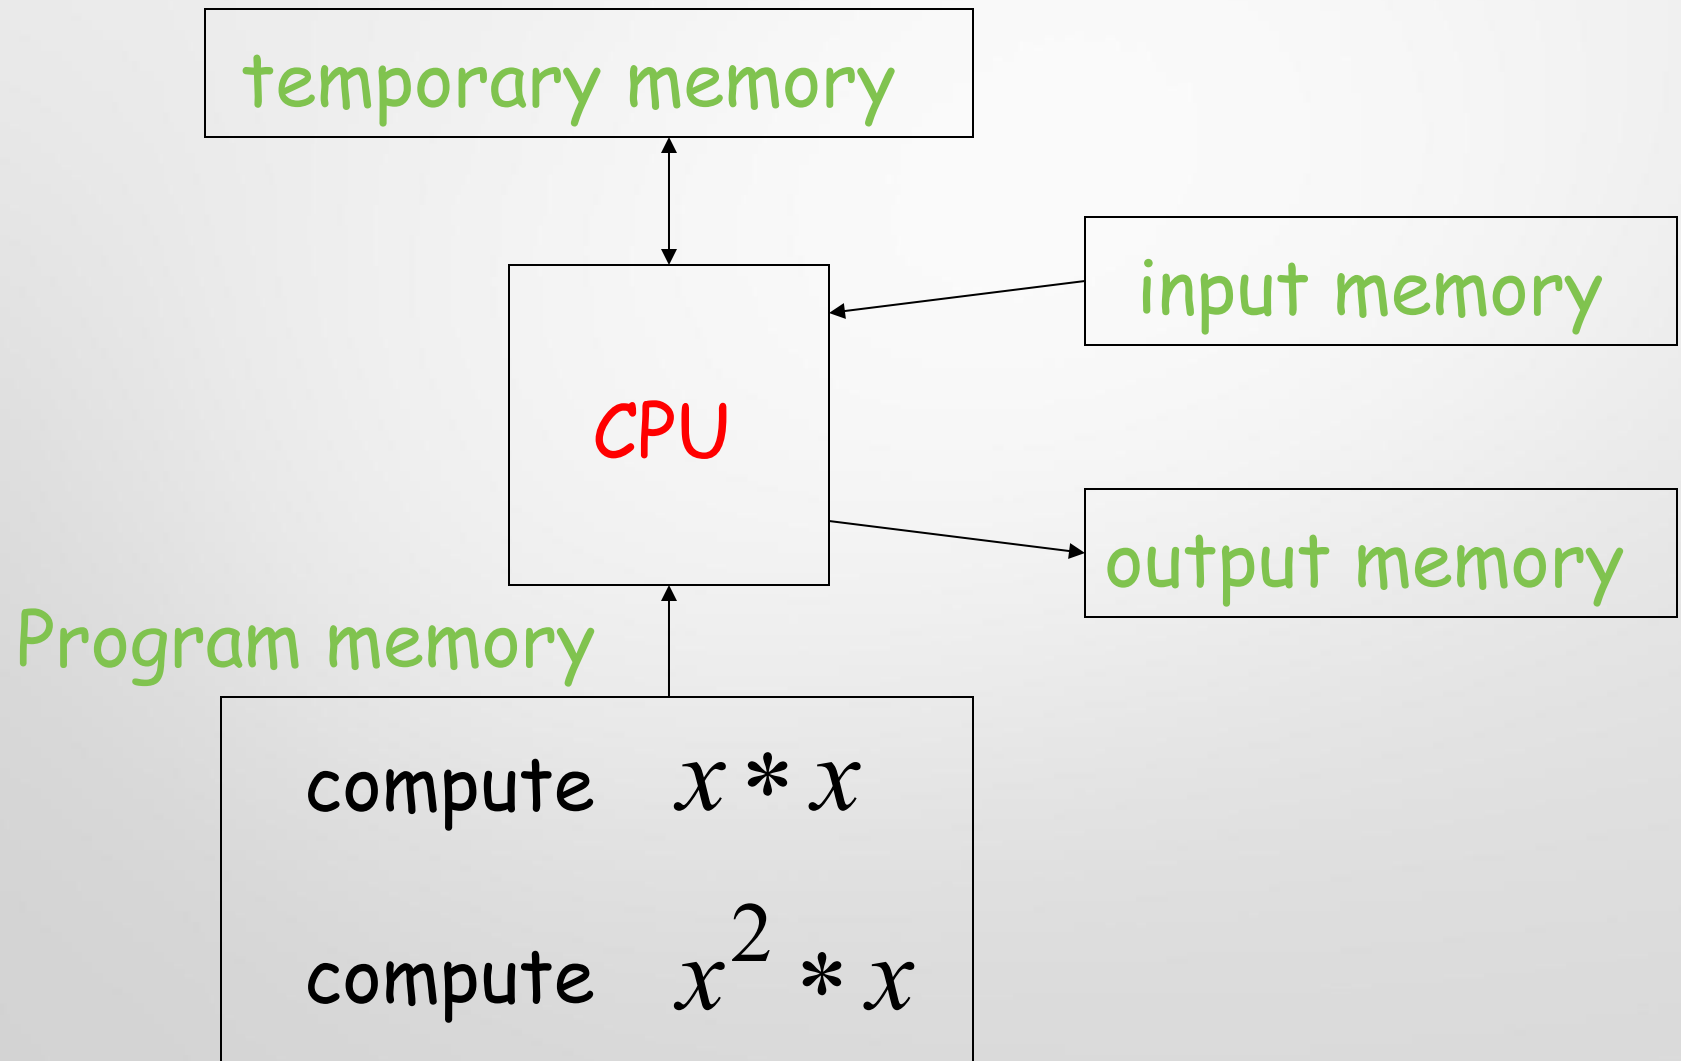 temporary memory
input memory
CPU
output memory
Program memory
compute x * x
compute x² * x